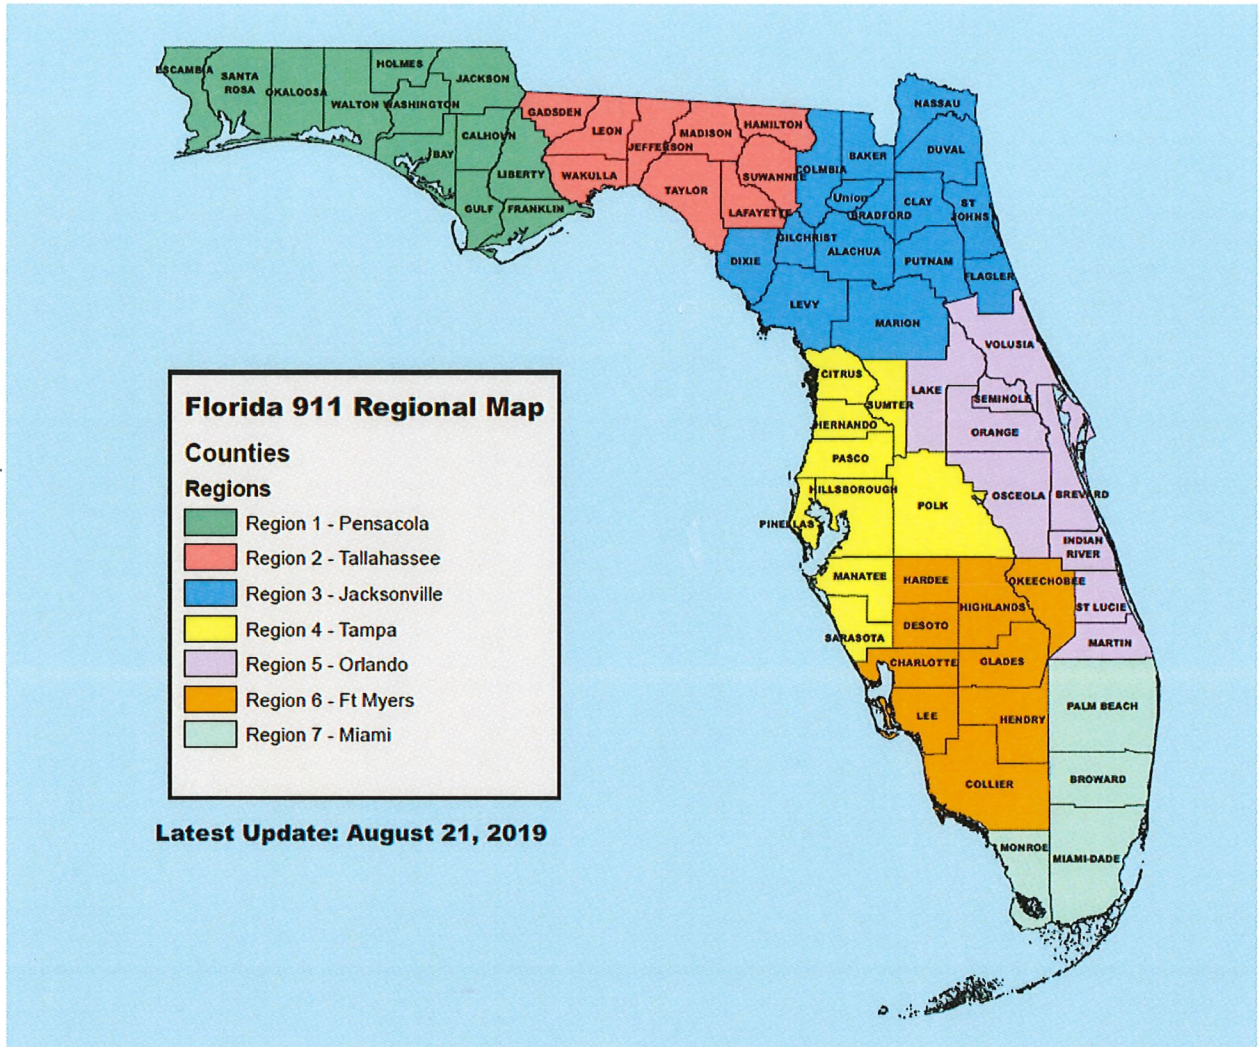 ESCAMBIA
SANTA
ROSA
OKALOOSA
WALTON
HOLMES
WASHINGTON
JACKSON
BAY
CALHOUN
GULF
LIBERTY
FRANKLIN
GADSDEN
LEON
WAKULLA
JEFFERSON
MADISON
TAYLOR
HAMILTON
SUWANNEE
LAFAYETTE
NASSAU
DUVAL
BAKER
COLMBIA
Union
BRADFORD
CLAY
ST
JOHNS
GILCHRIST
ALACHUA
PUTNAM
DIXIE
FLAGLER
LEVY
MARION
VOLUSIA
CITRUS
SUMTER
LAKE
SEMINOLE
HERNANDO
ORANGE
PASCO
HILLSBOROUGH
PINELLAS
POLK
OSCEOLA
BREVARD
INDIAN
RIVER
MANATEE
HARDEE
OKEECHOBEE
HIGHLANDS
ST LUCIE
DESOTO
SARASOTA
MARTIN
CHARLOTTE
GLADES
LEE
HENDRY
PALM BEACH
COLLIER
BROWARD
MONROE
MIAMI-DADE
Florida 911 Regional Map
Counties
Regions
Region 1 - Pensacola
Region 2 - Tallahassee
Region 3 - Jacksonville
Region 4 - Tampa
Region 5 - Orlando
Region 6 - Ft Myers
Region 7 - Miami
Latest Update: August 21, 2019